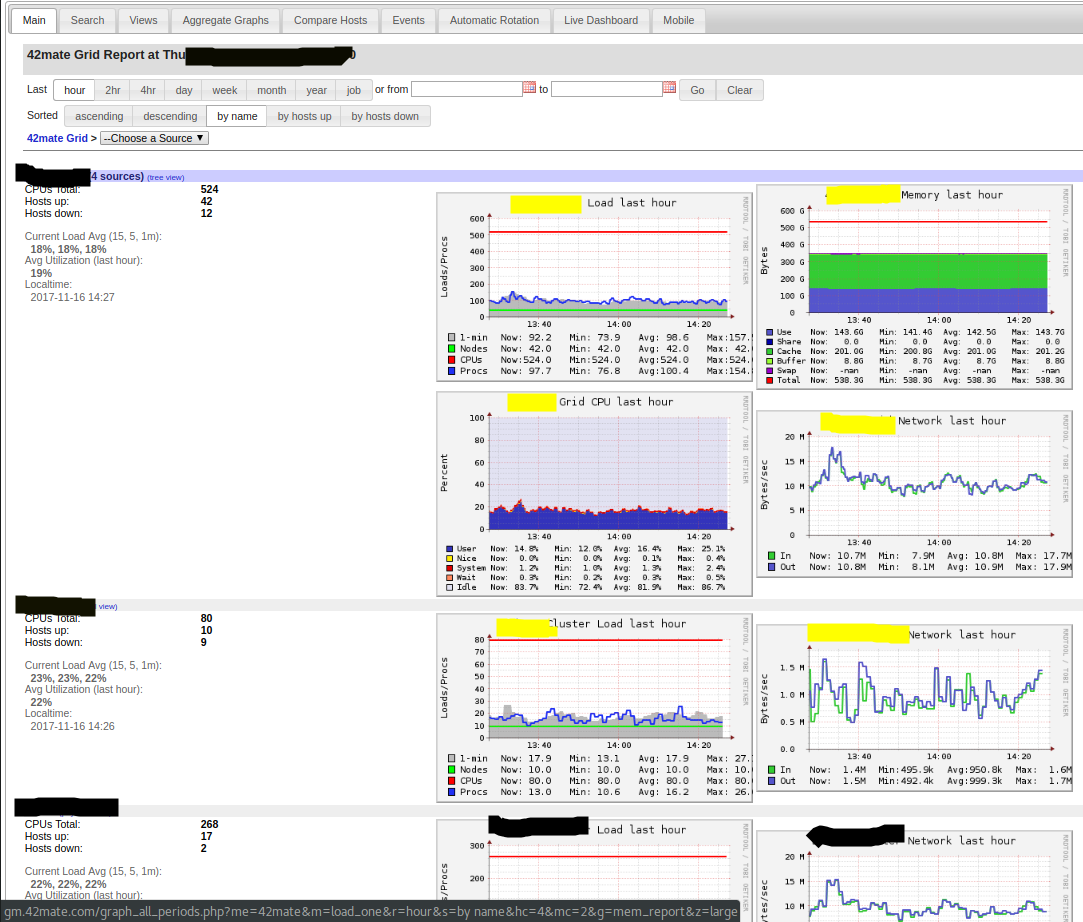 Main Search Views Aggregate Graphs Compare Hosts Events Automatic Rotation Live Dashboard Mobile
42mate Grid Report at Thu
Last hour 2hr 4hr day week month year job or from to Go Clear
Sorted ascending descending by name by hosts up by hosts down
42mate Grid > --Choose a Source ▼
(4 sources) (tree view)
CPUs Total: 524
Hosts up: 42
Hosts down: 12
Current Load Avg (15, 5, 1m):
18%, 18%, 18%
Avg Utilization (last hour):
19%
Localtime:
2017-11-16 14:27
Load last hour
RRDTOOL / TOBI OETIKER
Loads/Procs
600
500
400
300
200
100
0
13:40 14:00 14:20
1-min Now: 92.2 Min: 73.9 Avg: 98.6 Max:157.
Nodes Now: 42.0 Min: 42.0 Avg: 42.0 Max: 42.
CPUs Now:524.0 Min:524.0 Avg:524.0 Max:524.
Procs Now: 97.7 Min: 76.8 Avg:100.4 Max:154.
Memory last hour
RRDTOOL / TOBI OETIKER
Bytes
600 G
500 G
400 G
300 G
200 G
100 G
0
13:40 14:00 14:20
Use Now: 143.6G Min: 141.4G Avg: 142.5G Max: 143.7G
Share Now: 0.0 Min: 0.0 Avg: 0.0 Max: 0.0
Cache Now: 201.0G Min: 200.8G Avg: 201.0G Max: 201.2G
Buffer Now: 8.8G Min: 8.7G Avg: 8.7G Max: 8.8G
Swap Now: -nan Min: -nan Avg: -nan Max: -nan
Total Now: 538.3G Min: 538.3G Avg: 538.3G Max: 538.3G
Grid CPU last hour
RRDTOOL / TOBI OETIKER
Percent
100
80
60
40
20
0
13:40 14:00 14:20
User Now: 14.8% Min: 12.0% Avg: 16.4% Max: 25.1%
Nice Now: 0.0% Min: 0.0% Avg: 0.1% Max: 0.4%
System Now: 1.2% Min: 1.0% Avg: 1.3% Max: 2.4%
Wait Now: 0.3% Min: 0.2% Avg: 0.3% Max: 0.5%
Idle Now: 83.7% Min: 72.4% Avg: 81.9% Max: 86.7%
Network last hour
RRDTOOL / TOBI OETIKER
Bytes/sec
20 M
15 M
10 M
5 M
0
13:40 14:00 14:20
In Now: 10.7M Min: 7.9M Avg: 10.8M Max: 17.7M
Out Now: 10.8M Min: 8.1M Avg: 10.9M Max: 17.9M
view)
CPUs Total: 80
Hosts up: 10
Hosts down: 9
Current Load Avg (15, 5, 1m):
23%, 23%, 22%
Avg Utilization (last hour):
22%
Localtime:
2017-11-16 14:26
Cluster Load last hour
RRDTOOL / TOBI OETIKER
Loads/Procs
80
70
60
50
40
30
20
10
0
13:40 14:00 14:20
1-min Now: 17.9 Min: 13.1 Avg: 17.9 Max: 27.
Nodes Now: 10.0 Min: 10.0 Avg: 10.0 Max: 10.
CPUs Now: 80.0 Min: 80.0 Avg: 80.0 Max: 80.
Procs Now: 13.0 Min: 10.6 Avg: 16.2 Max: 26.
Network last hour
RRDTOOL / TOBI OETIKER
Bytes/sec
1.5 M
1.0 M
0.5 M
0.0
13:40 14:00 14:20
In Now: 1.4M Min:495.9k Avg:950.8k Max: 1.6M
Out Now: 1.5M Min:492.4k Avg:999.3k Max: 1.7M
CPUs Total: 268
Hosts up: 17
Hosts down: 2
Current Load Avg (15, 5, 1m):
22%, 22%, 22%
Avg Utilization (last hour):
Load last hour
RRDTOOL / TOBI OETIKER
300
200
Network last hour
RRDTOOL / TOBI OETIKER
Bytes/sec
20 M
15 M
10 M
gm.42mate.com/graph_all_periods.php?me=42mate&m=load_one&r=hour&s=by name&hc=4&mc=2&g=mem_report&z=large